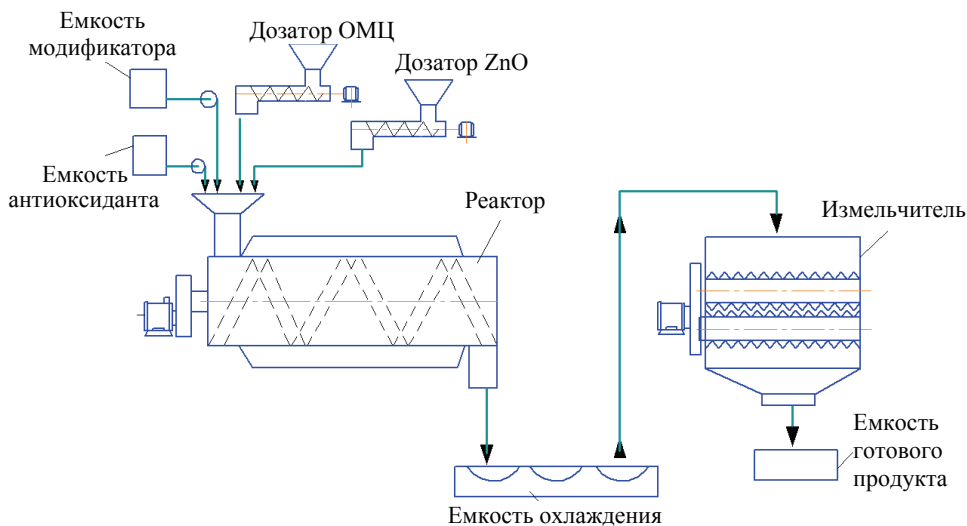 Емкость
модификатора
Дозатор ОМЦ
Дозатор ZnO
Емкость
антиоксиданта
Реактор
Измельчитель
Емкость
готового
продукта
Емкость охлаждения